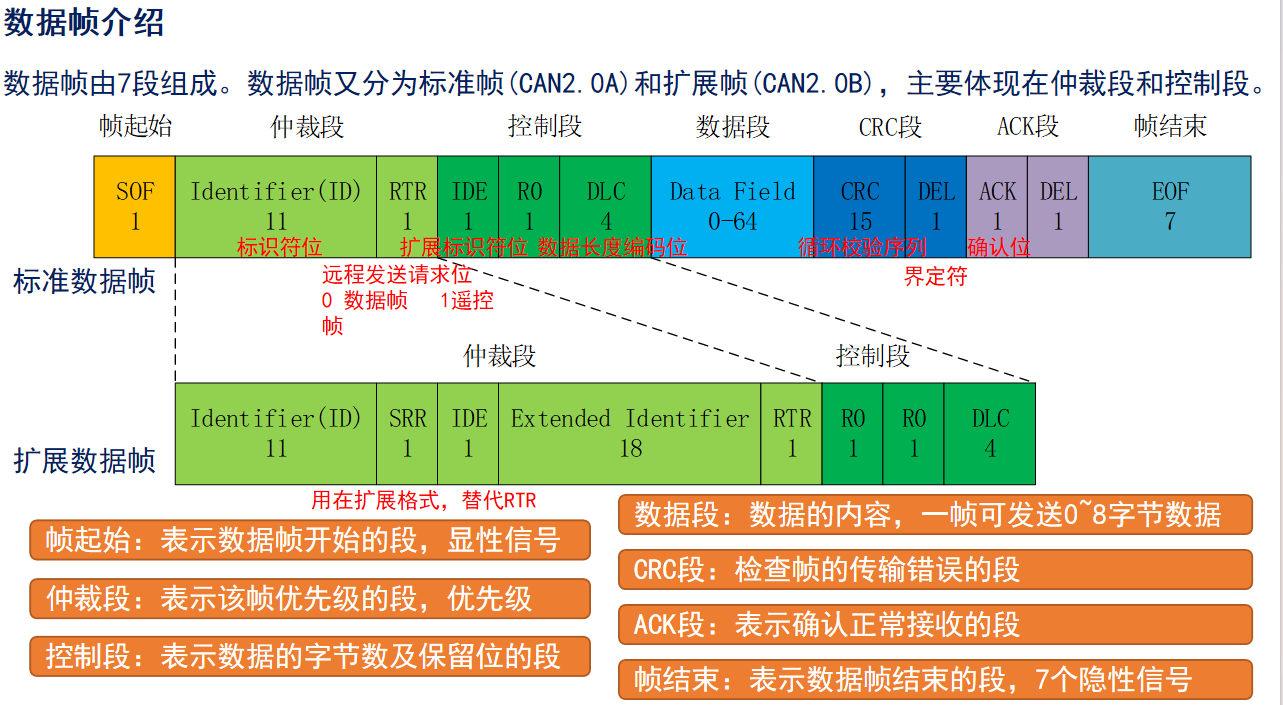 数据帧介绍
数据帧由7段组成。数据帧又分为标准帧(CAN2.0A)和扩展帧(CAN2.0B)，主要体现在仲裁段和控制段。
帧起始 仲裁段 控制段 数据段 CRC段 ACK段 帧结束
SOF Identifier(ID) RTR IDE R0 DLC Data Field CRC DEL ACK DEL EOF
1 11 1 1 1 4 0-64 15 1 1 1 7
标识符位 扩展标识符位 数据长度编码位 循环校验序列 确认位
标准数据帧 远程发送请求位 界定符
0 数据帧 1遥控
帧
仲裁段 控制段
Identifier(ID) SRR IDE Extended Identifier RTR R0 R0 DLC
11 1 1 18 1 1 1 4
扩展数据帧
用在扩展格式，替代RTR
帧起始：表示数据帧开始的段，显性信号
仲裁段：表示该帧优先级的段，优先级
控制段：表示数据的字节数及保留位的段
数据段：数据的内容，一帧可发送0~8字节数据
CRC段：检查帧的传输错误的段
ACK段：表示确认正常接收的段
帧结束：表示数据帧结束的段，7个隐性信号